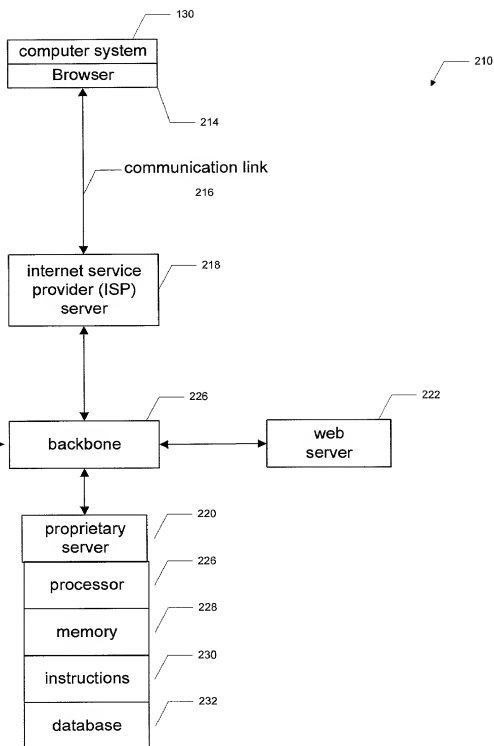 130
computer system
Browser
210
214
communication link
216
internet service
provider (ISP)
server
218
226
backbone
222
web
server
proprietary
server
220
processor
226
memory
228
instructions
230
database
232